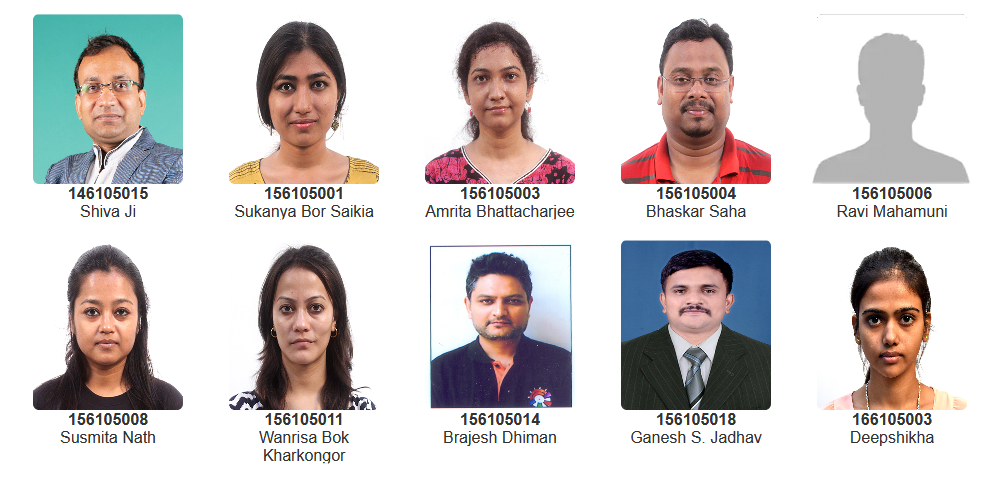 146105015
Shiva Ji
156105001
Sukanya Bor Saikia
156105003
Amrita Bhattacharjee
156105004
Bhaskar Saha
156105006
Ravi Mahamuni
156105008
Susmita Nath
156105011
Wanrisa Bok
Kharkongor
156105014
Brajesh Dhiman
156105018
Ganesh S. Jadhav
166105003
Deepshikha